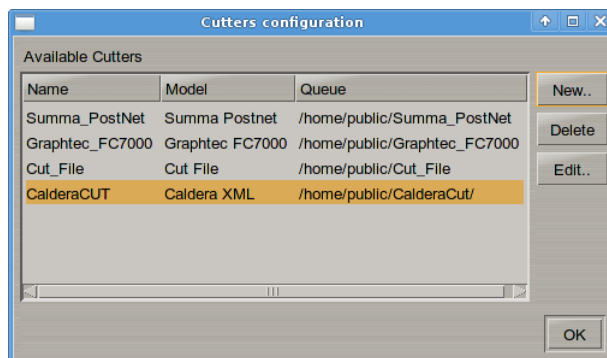 Cutters configuration
Available Cutters
Name Model Queue
Summa_PostNet Summa Postnet /home/public/Summa_PostNet
Graphtec_FC7000 Graphtec FC7000 /home/public/Graphtec_FC7000
Cut_File Cut File /home/public/Cut_File
CalderaCUT Caldera XML /home/public/CalderaCut/
New..
Delete
Edit..
OK